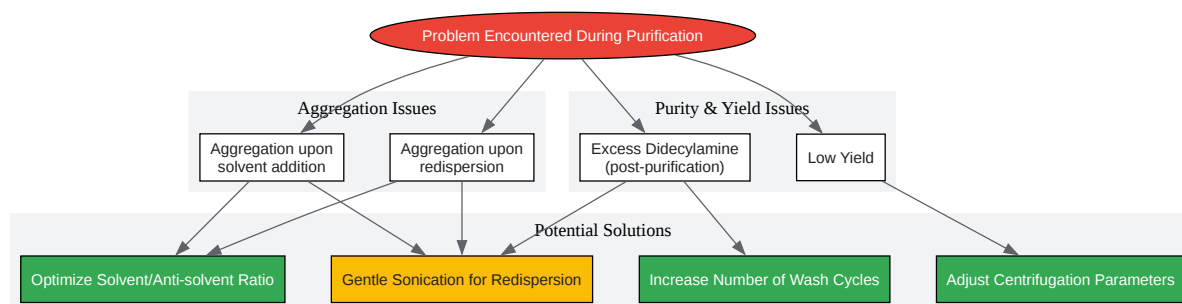 Problem Encountered During Purification
Aggregation Issues
Purity & Yield Issues
Aggregation upon
solvent addition
Aggregation upon
redispersion
Excess Didecylamine
(post-purification)
Low Yield
Potential Solutions
Optimize Solvent/Anti-solvent Ratio
Gentle Sonication for Redispersion
Increase Number of Wash Cycles
Adjust Centrifugation Parameters